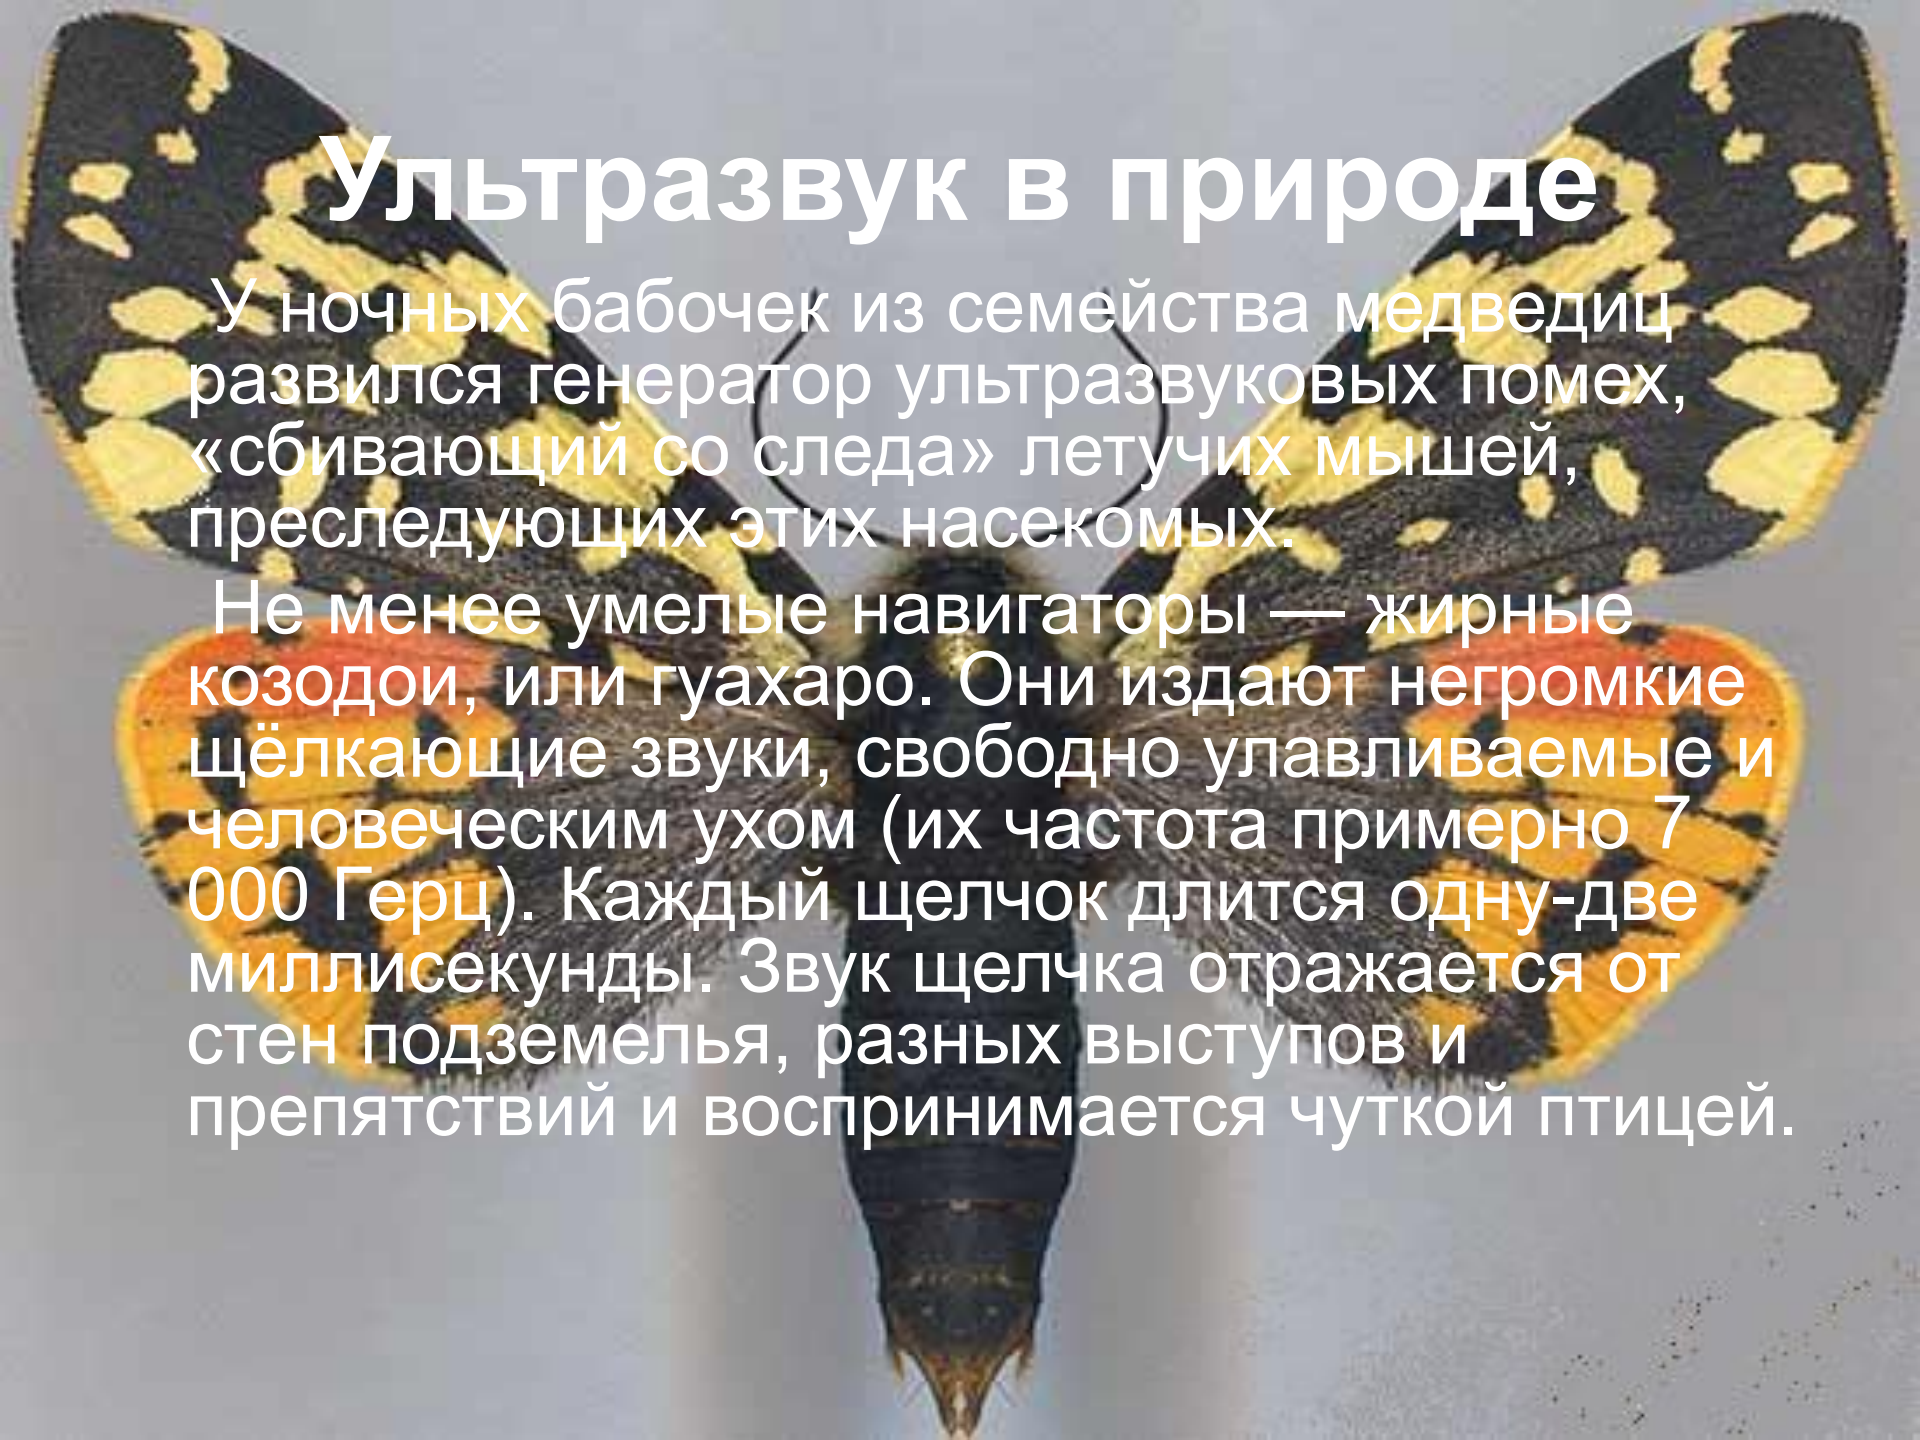 Ультразвук в природе
У ночных бабочек из семейства медведиц
развился генератор ультразвуковых помех,
«сбивающий со следа» летучих мышей,
преследующих этих насекомых.
Не менее умелые навигаторы — жирные
козодои, или гуахаро. Они издают негромкие
щёлкающие звуки, свободно улавливаемые и
человеческим ухом (их частота примерно 7
000 Герц). Каждый щелчок длится одну-две
миллисекунды. Звук щелчка отражается от
стен подземелья, разных выступов и
препятствий и воспринимается чуткой птицей.